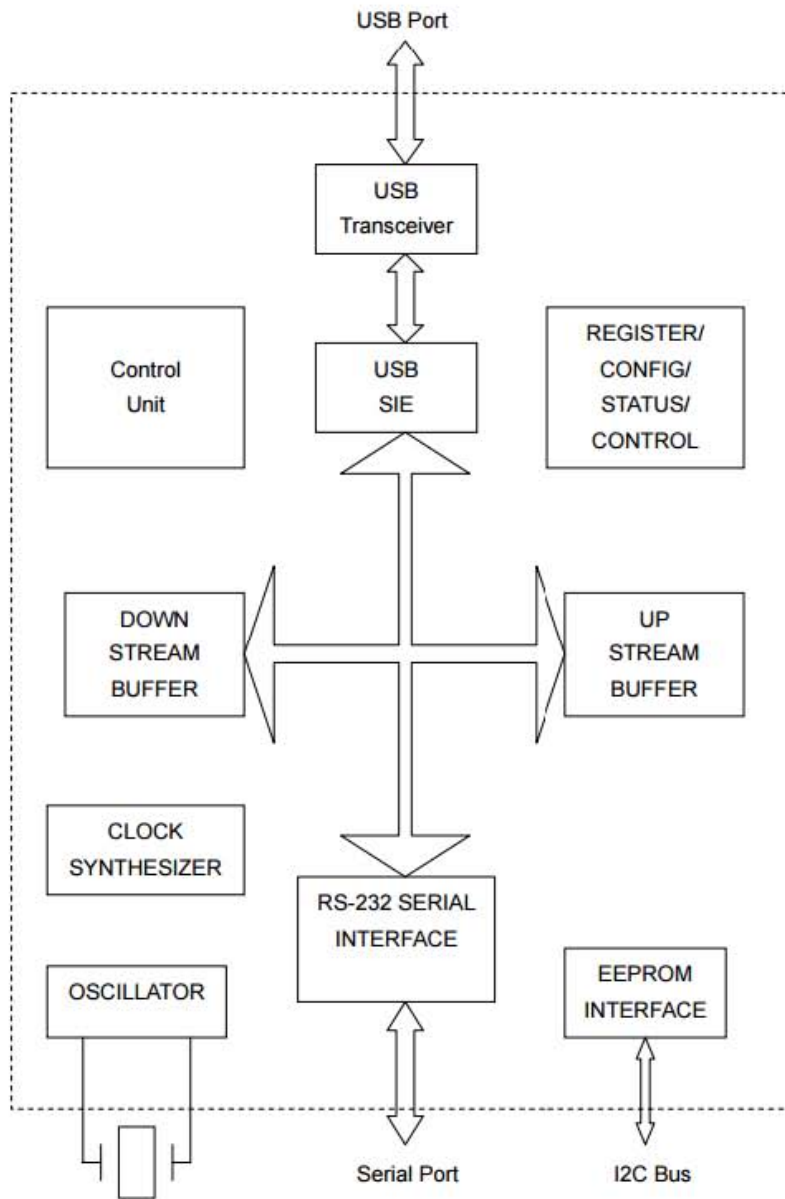 USB Port
USB
Transceiver
Control
Unit
USB
SIE
REGISTER/
CONFIG/
STATUS/
CONTROL
DOWN
STREAM
BUFFER
UP
STREAM
BUFFER
CLOCK
SYNTHESIZER
RS-232 SERIAL
INTERFACE
OSCILLATOR
EEPROM
INTERFACE
Serial Port
I2C Bus